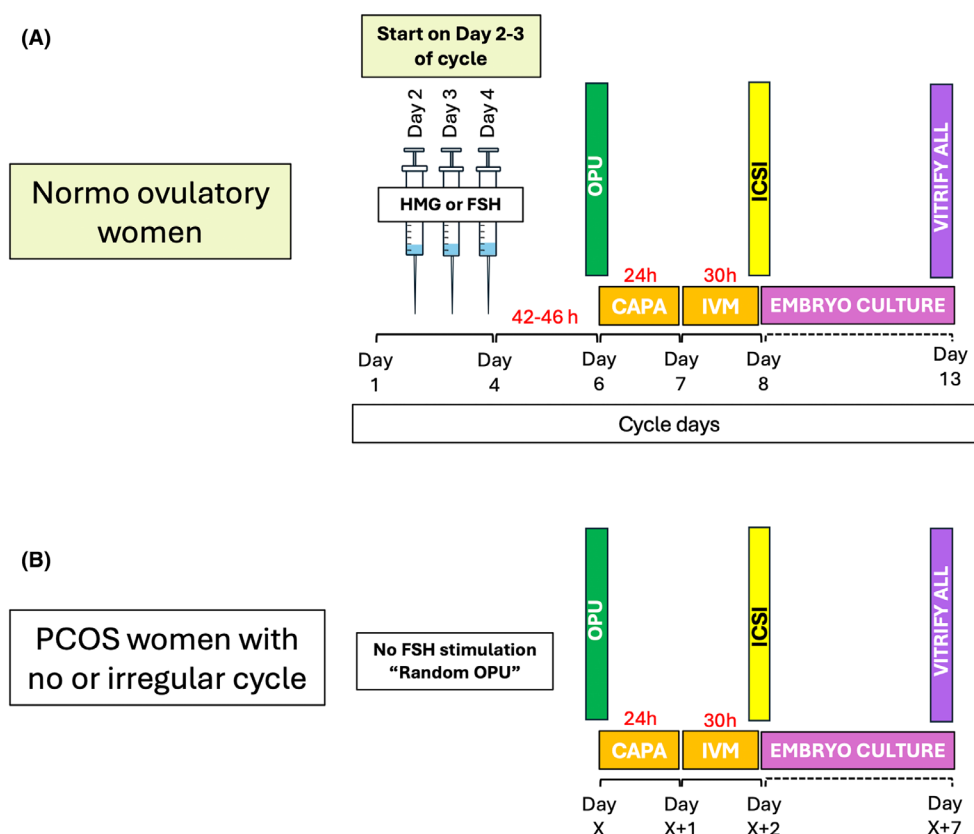 (A)
Start on Day 2-3
of cycle
Day 2
Day 3
Day 4
Normo ovulatory
women
HMG or FSH
OPU
ICSI
VITRIFY ALL
24h
30h
42-46 h
CAPA
IVM
EMBRYO CULTURE
Day
1
Day
4
Day
6
Day
7
Day
8
Day
13
Cycle days
(B)
PCOS women with
no or irregular cycle
No FSH stimulation
“Random OPU”
OPU
ICSI
VITRIFY ALL
24h
30h
CAPA
IVM
EMBRYO CULTURE
Day
X
Day
X+1
Day
X+2
Day
X+7